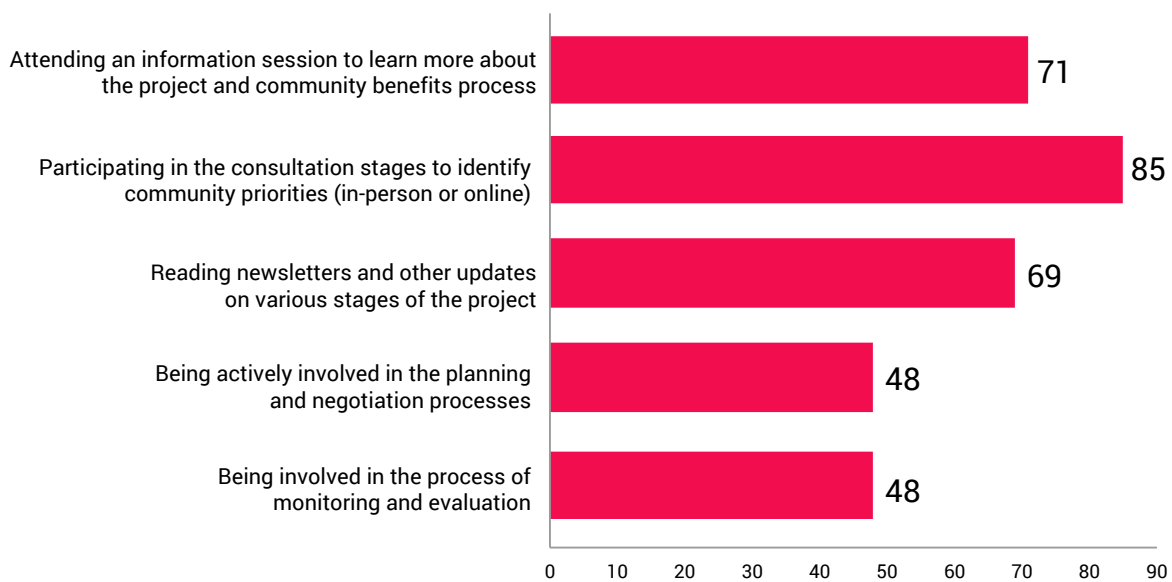 Attending an information session to learn more about
the project and community benefits process
71
Participating in the consultation stages to identify
community priorities (in-person or online)
85
Reading newsletters and other updates
on various stages of the project
69
Being actively involved in the planning
and negotiation processes
48
Being involved in the process of
monitoring and evaluation
48
0 10 20 30 40 50 60 70 80 90